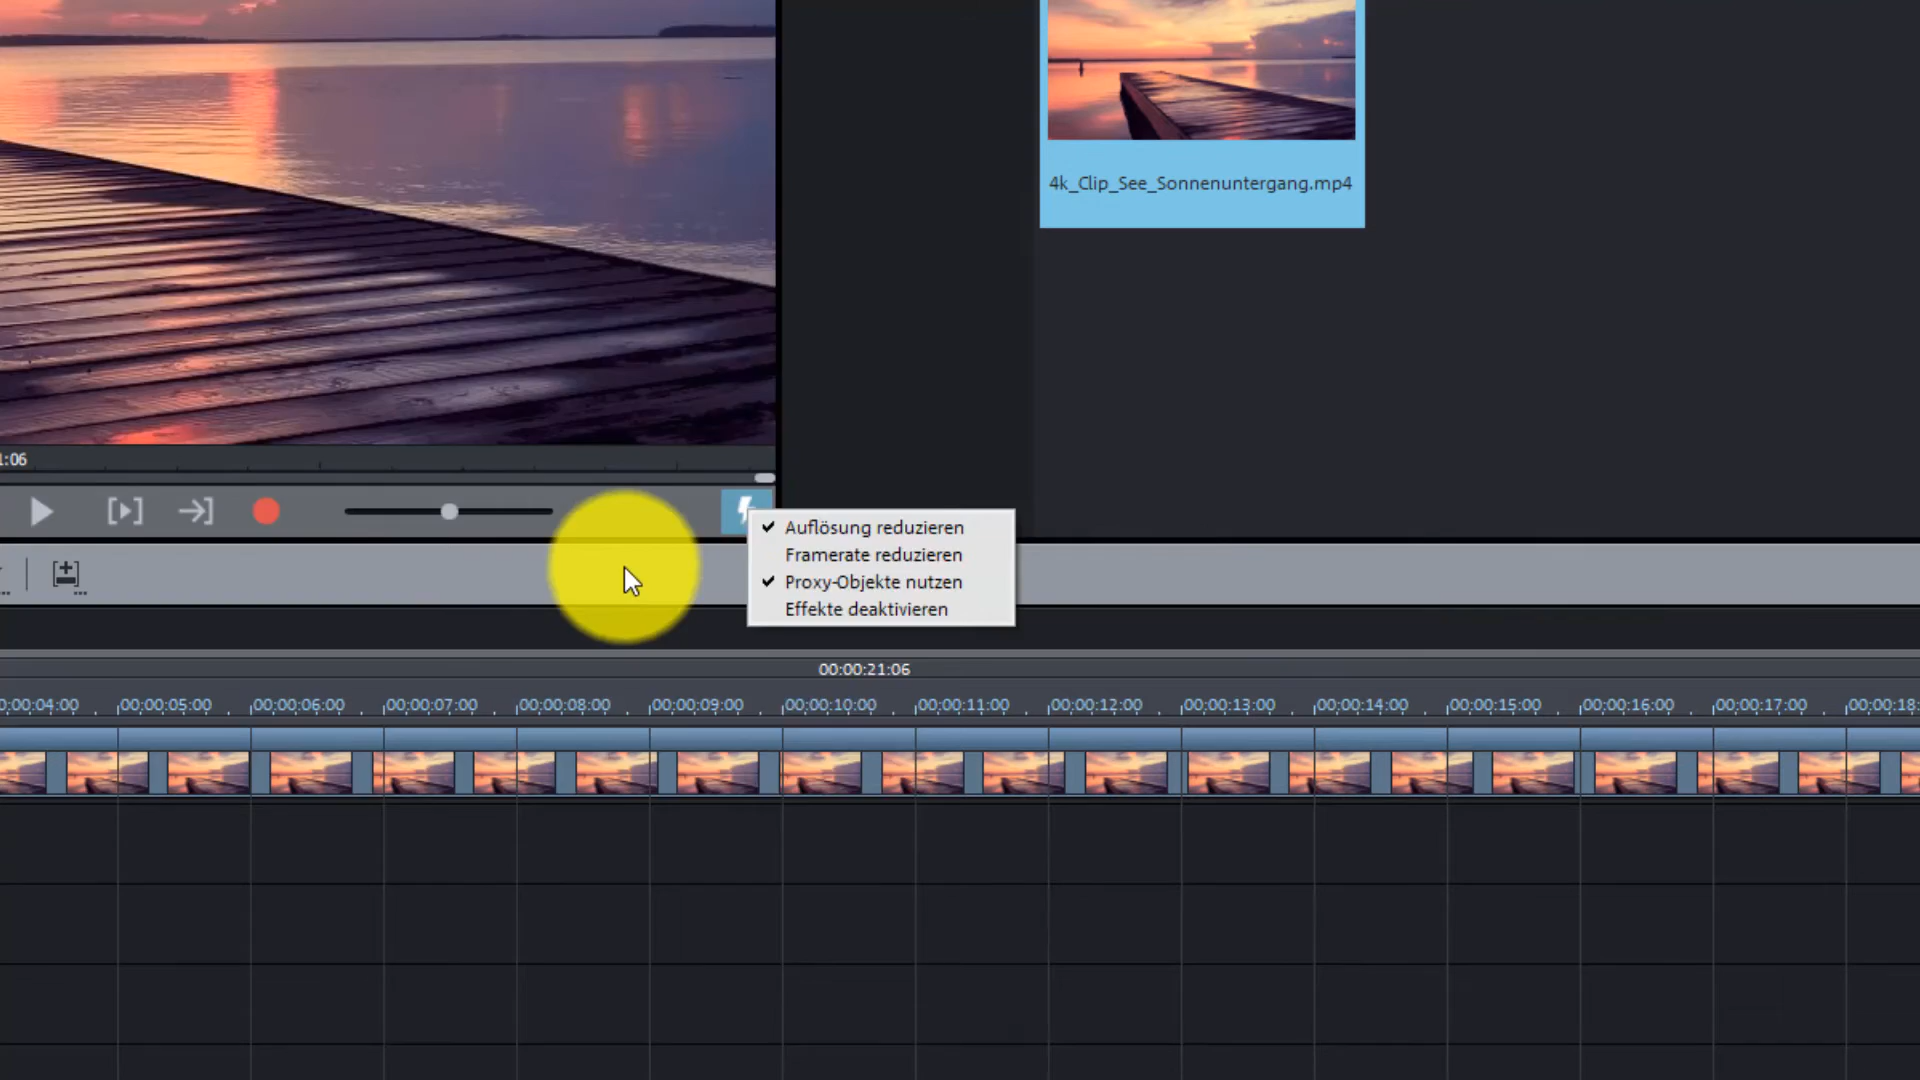 4k_Clip_See_Sonnenuntergang.mp4
1:06
Auflösung reduzieren
Framerate reduzieren
Proxy-Objekte nutzen
Effekte deaktivieren
00:00:21:06
0:00:04:00 00:00:05:00 00:00:06:00 00:00:07:00 00:00:08:00 00:00:09:00 00:00:10:00 00:00:11:00 00:00:12:00 00:00:13:00 00:00:14:00 00:00:15:00 00:00:16:00 00:00:17:00 00:00:18: